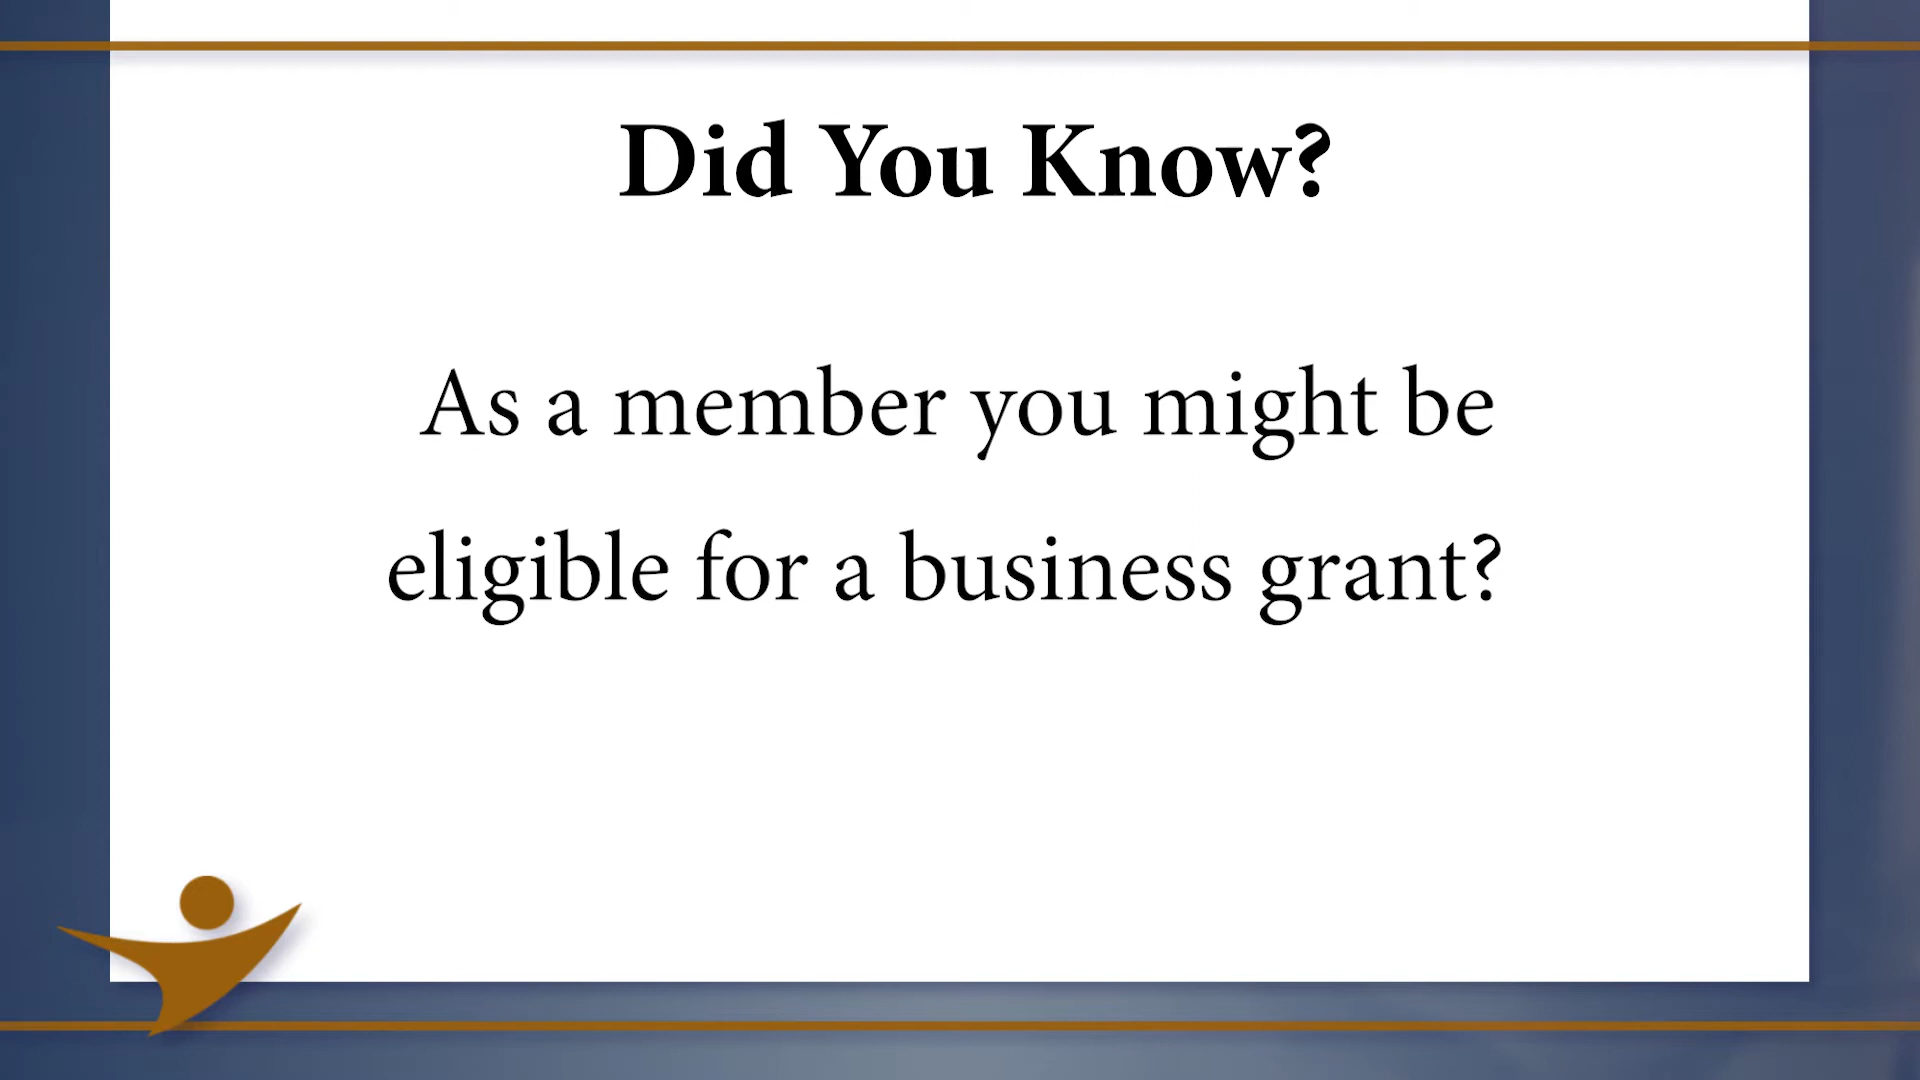 Did You Know?
As a member you might be
eligible for a business grant?